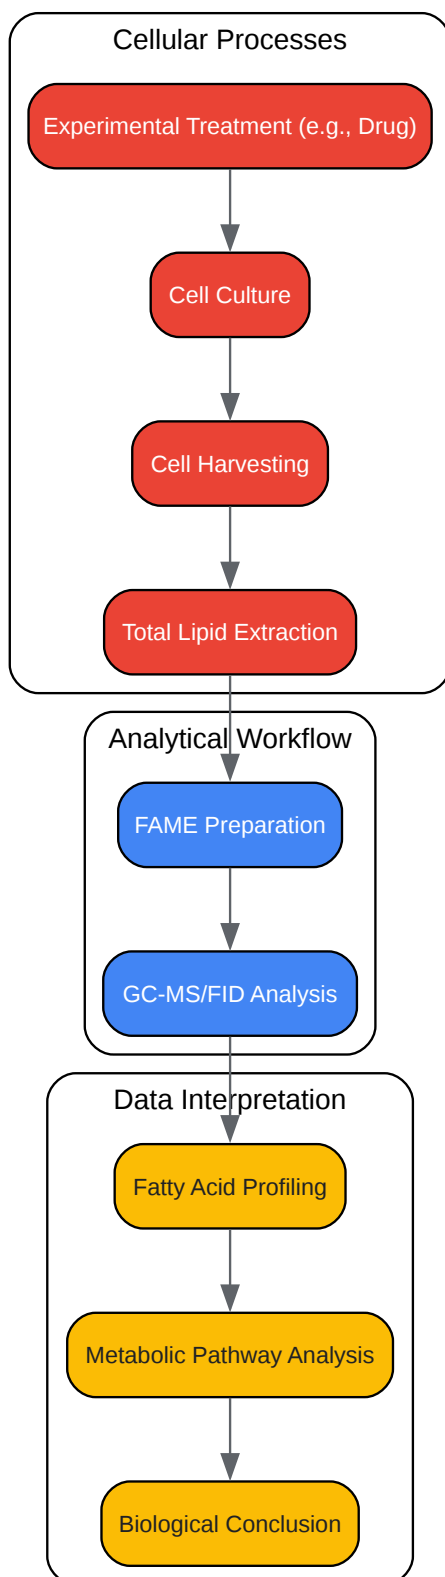 Cellular Processes
Experimental Treatment (e.g., Drug)
Cell Culture
Cell Harvesting
Total Lipid Extraction
Analytical Workflow
FAME Preparation
GC-MS/FID Analysis
Data Interpretation
Fatty Acid Profiling
Metabolic Pathway Analysis
Biological Conclusion